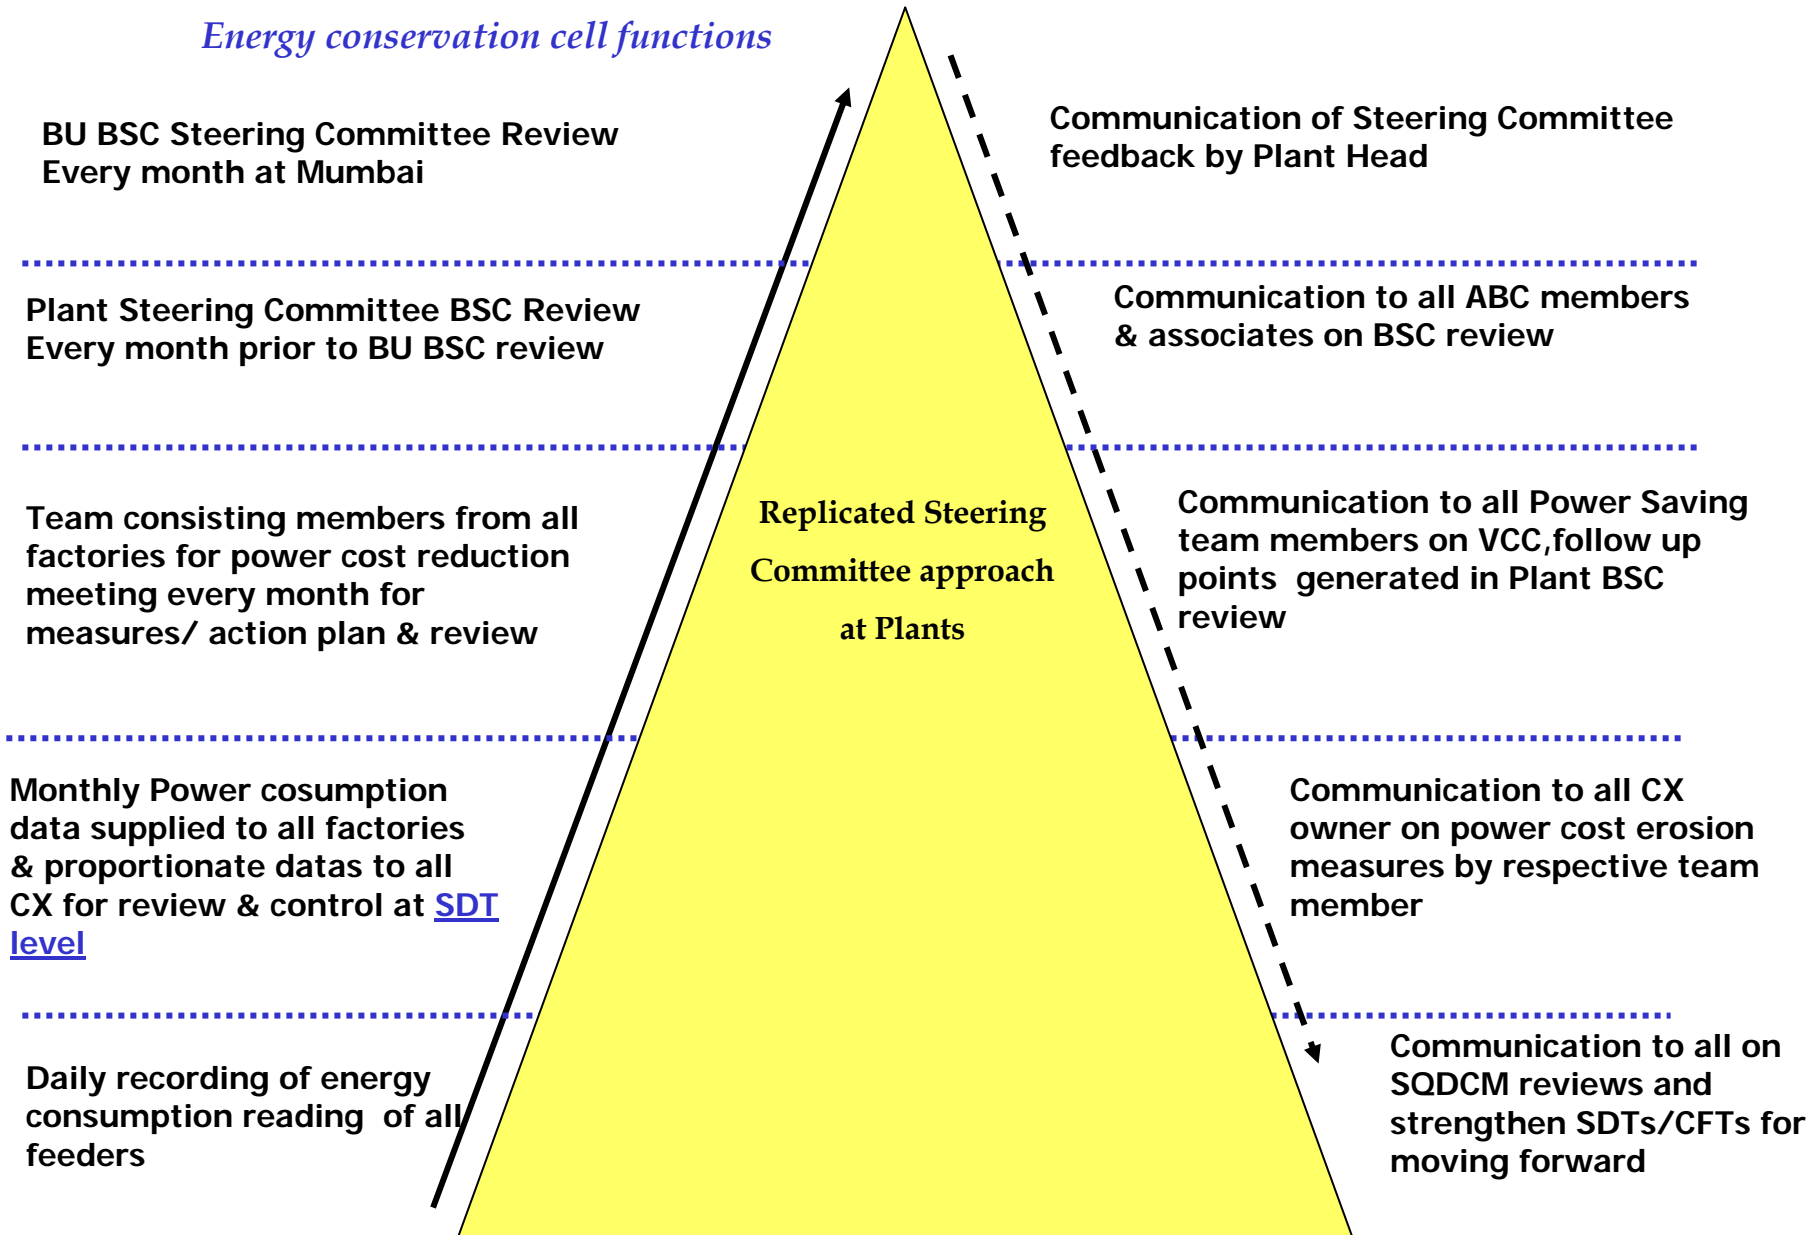 Energy conservation cell functions
BU BSC Steering Committee Review
Every month at Mumbai
Communication of Steering Committee
feedback by Plant Head
Plant Steering Committee BSC Review
Every month prior to BU BSC review
Communication to all ABC members
& associates on BSC review
Team consisting members from all
factories for power cost reduction
meeting every month for
measures/ action plan & review
Replicated Steering
Committee approach
at Plants
Communication to all Power Saving
team members on VCC,follow up
points generated in Plant BSC
review
Monthly Power cosumption
data supplied to all factories
& proportionate datas to all
CX for review & control at SDT
level
Communication to all CX
owner on power cost erosion
measures by respective team
member
Daily recording of energy
consumption reading of all
feeders
Communication to all on
SQDCM reviews and
strengthen SDTs/CFTs for
moving forward